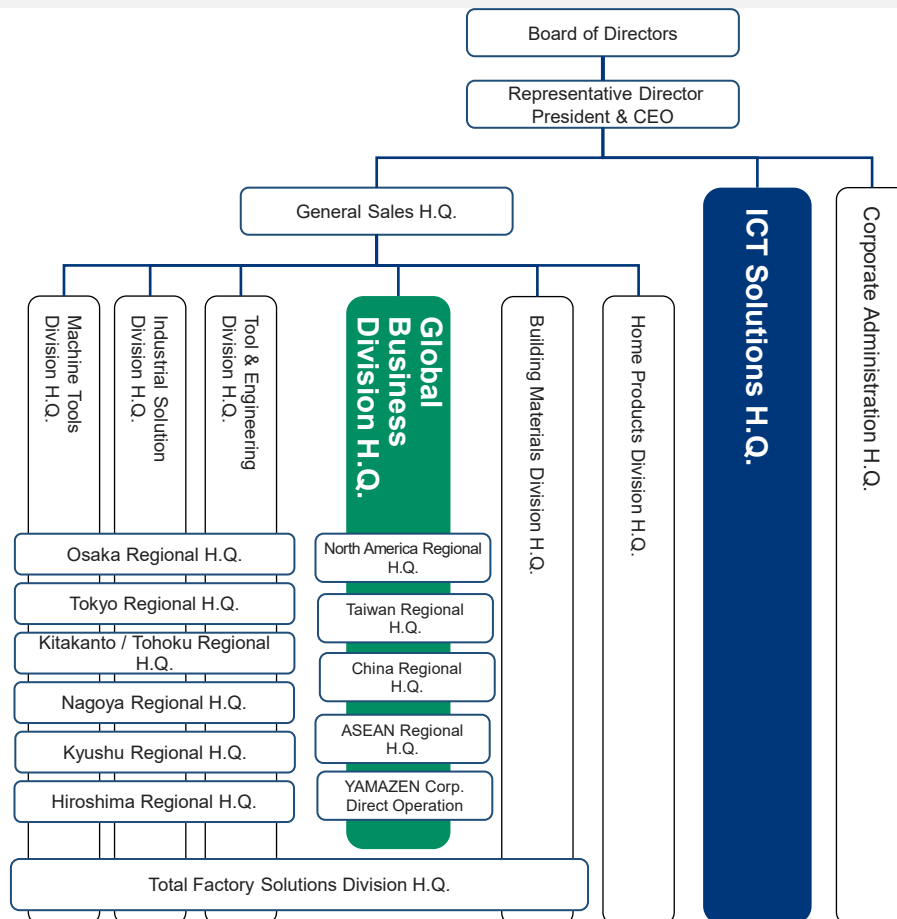 Board of Directors
Representative Director
President & CEO
General Sales H.Q.
Machine Tools
Division H.Q.
Industrial Solution
Division H.Q.
Tool & Engineering
Division H.Q.
Global
Business
Division H.Q.
Building Materials Division H.Q.
Home Products Division H.Q.
ICT Solutions H.Q.
Corporate Administration H.Q.
Osaka Regional H.Q.
Tokyo Regional H.Q.
Kitakanto / Tohoku Regional
H.Q.
Nagoya Regional H.Q.
Kyushu Regional H.Q.
Hiroshima Regional H.Q.
North America Regional
H.Q.
Taiwan Regional
H.Q.
China Regional
H.Q.
ASEAN Regional
H.Q.
YAMAZEN Corp.
Direct Operation
Total Factory Solutions Division H.Q.